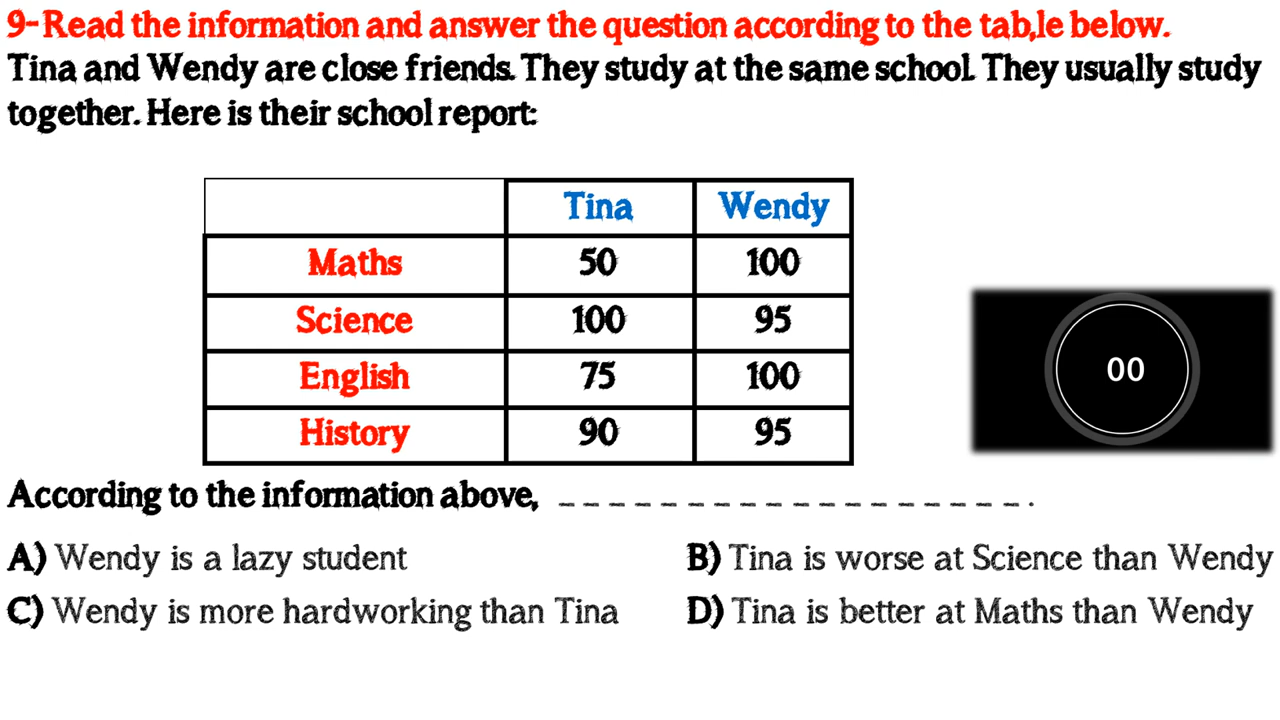 9-Read the information and answer the question according to the tab,le below.
Tina and Wendy are close friends. They study at the same school. They usually study
together. Here is their school report:
Tina Wendy
Maths 50 100
Science 100 95
English 75 100
History 90 95
00
According to the information above, _ _ _ _ _ _ _ _ _ _ _ _ _ _ _ _ _ _ .
A) Wendy is a lazy student B) Tina is worse at Science than Wendy
C) Wendy is more hardworking than Tina D) Tina is better at Maths than Wendy